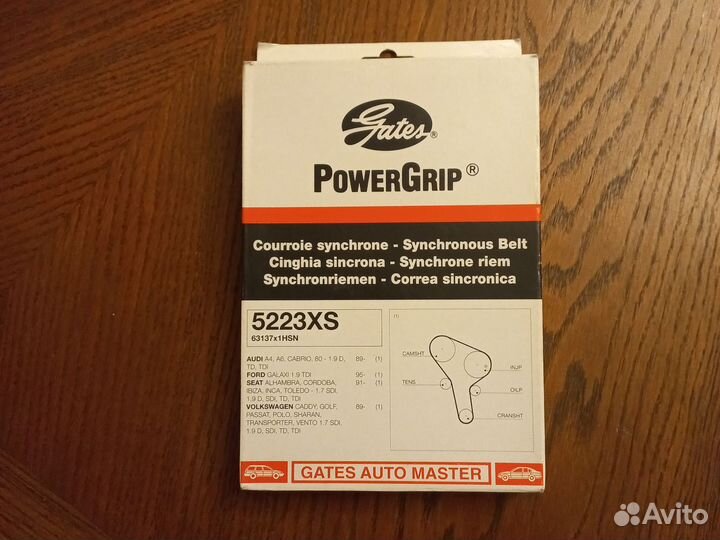 Gates®
POWERGRIP®
Courroie synchrone - Synchronous Belt
Cinghia sincrona - Synchrone riem
Synchronriemen - Correa sincronica
5223XS
63137x1HSN
AUDI A4, A6, CABRIO, 80 - 1.9 D, 89- (1)
TD, TDI
FORD GALAXI 1.9 TDI 95- (1)
SEAT ALHAMBRA, CORDOBA, 91- (1)
IBIZA, INCA, TOLEDO - 1.7 SDI,
1.9 D, SDI, TD, TDI
VOLKSWAGEN CADDY, GOLF, 89- (1)
PASSAT, POLO, SHARAN,
TRANSPORTER, VENTO 1.7 SDI,
1.9 D, SDI, TD, TDI
(1)
CAMSHT
INJP
TENS
OILP
CRANSHT
GATES AUTO MASTER
Avito